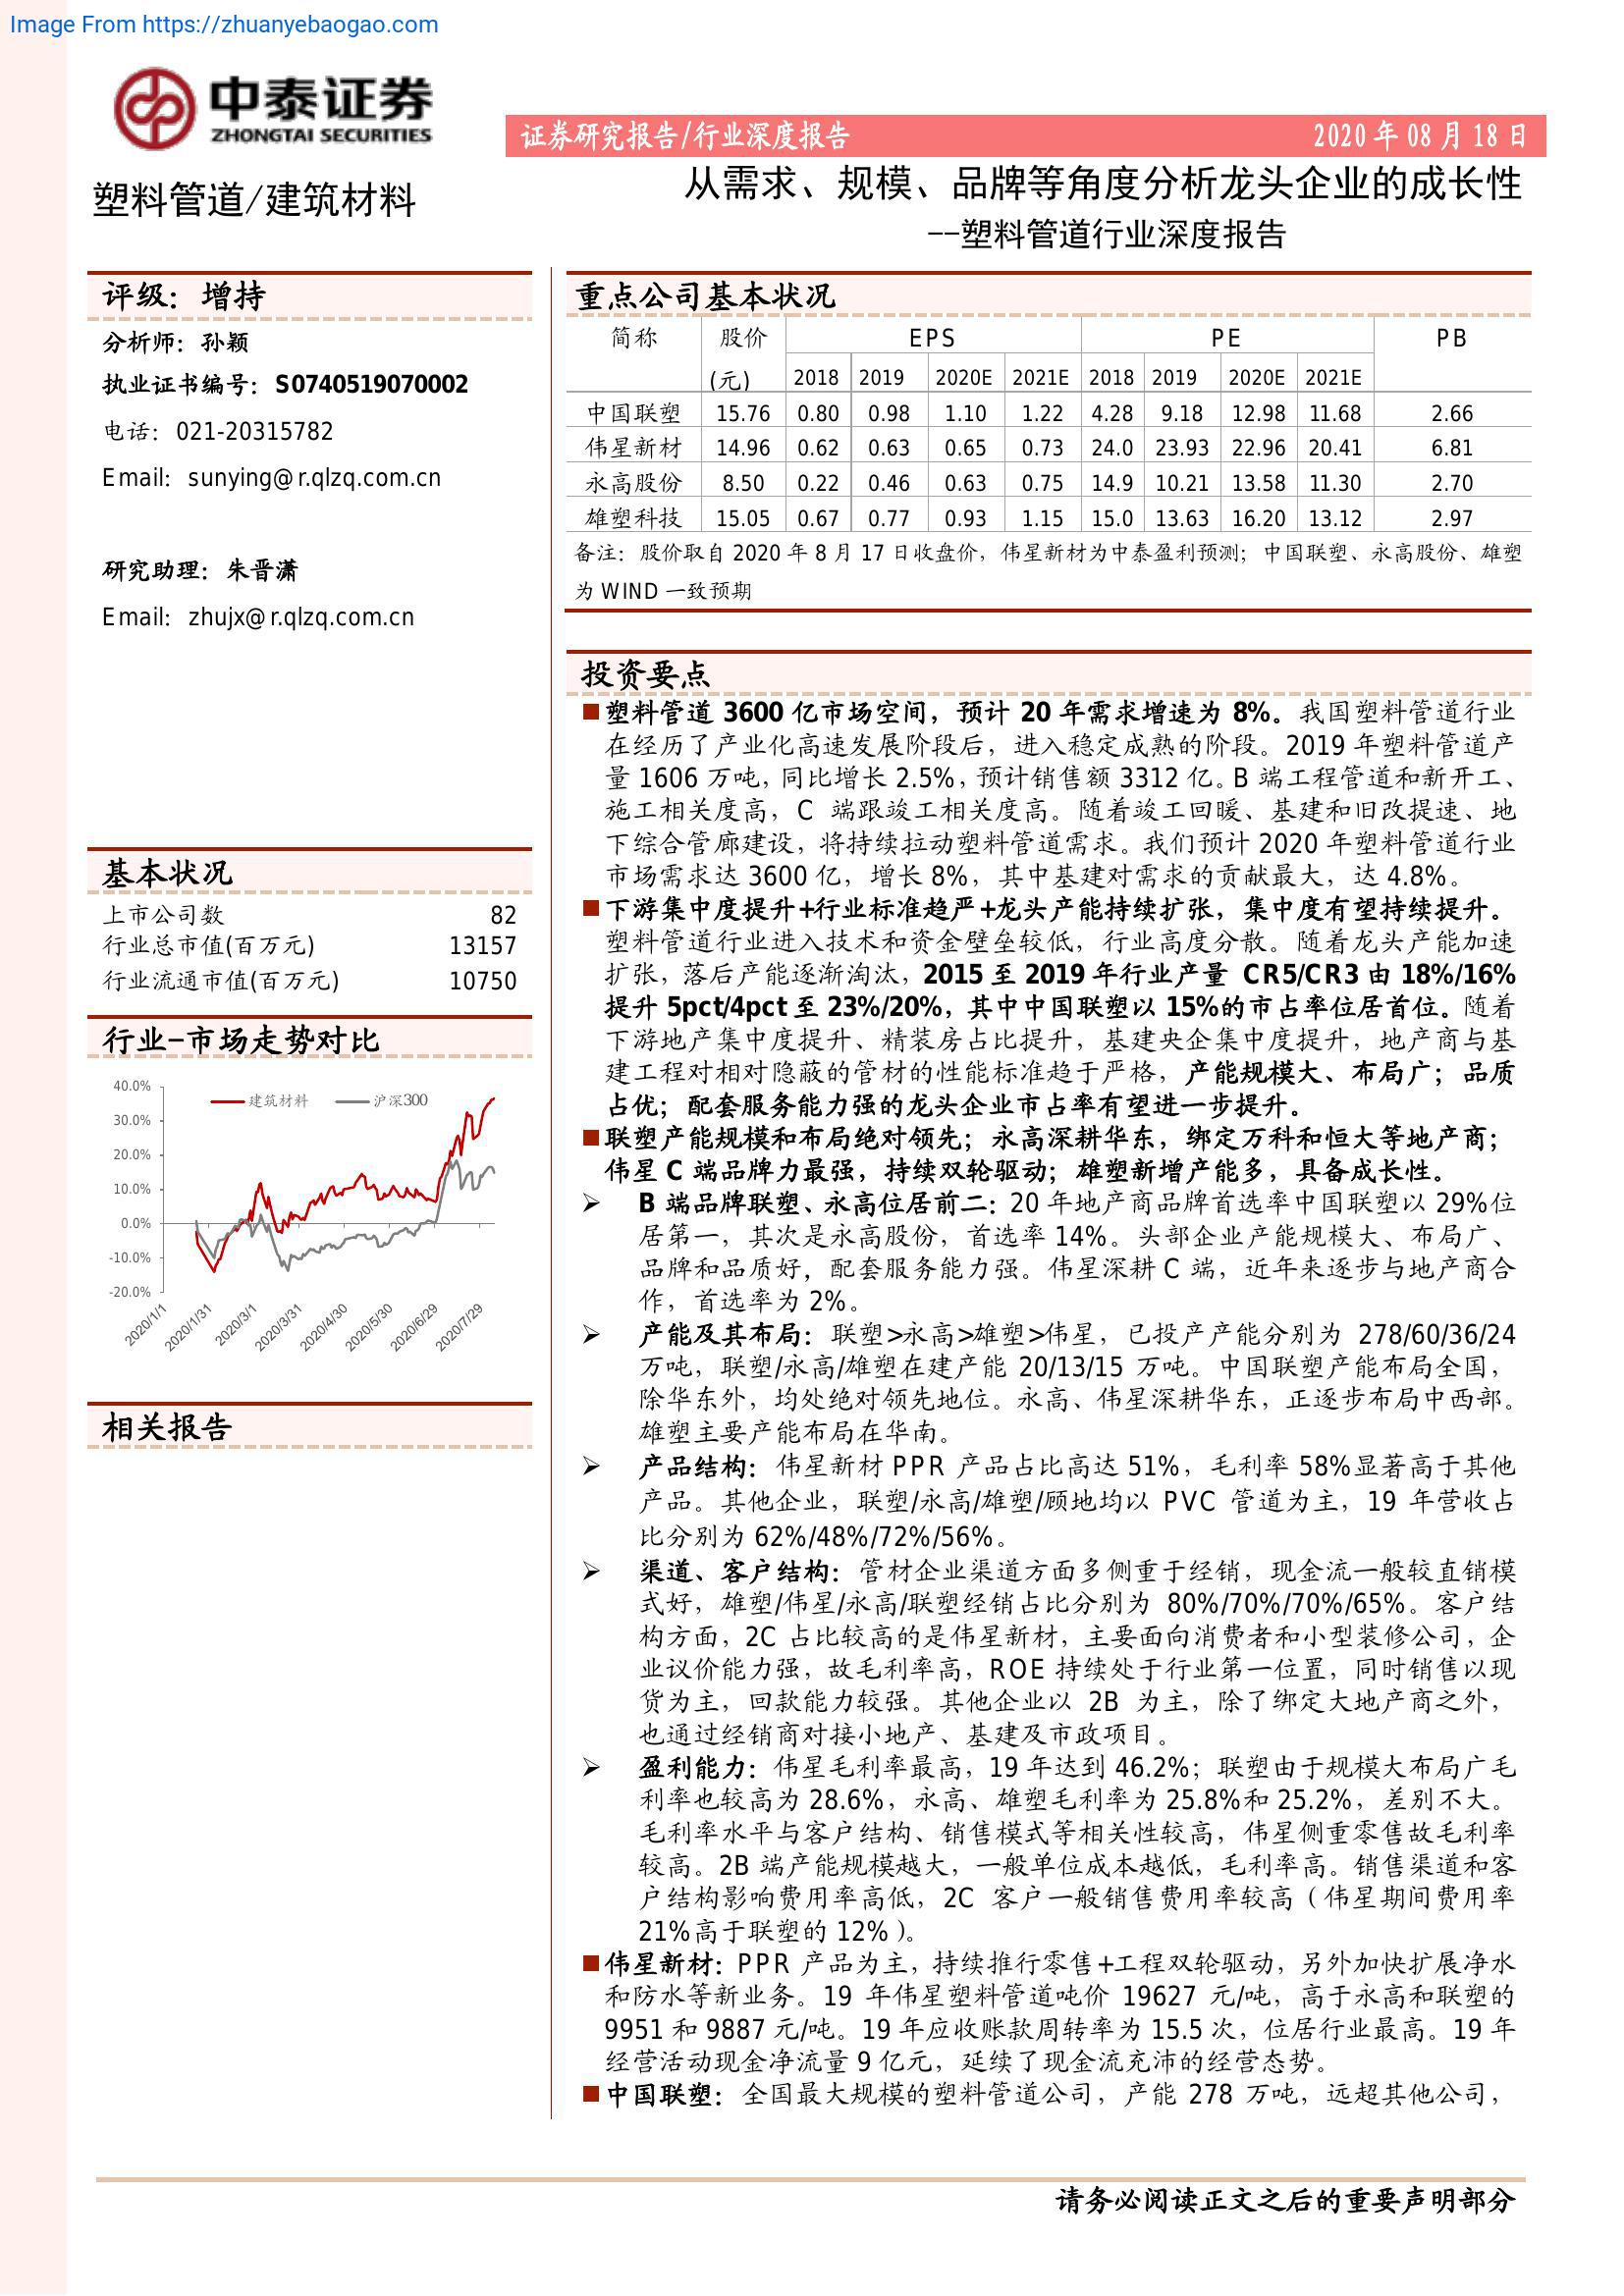 Image From https://zhuanyebaogao.com
中泰证券
ZHONGTAI SECURITIES
证券研究报告/行业深度报告 2020 年 08 月 18 日
塑料管道/建筑材料
从需求、规模、品牌等角度分析龙头企业的成长性
--塑料管道行业深度报告
评级：增持
分析师：孙颖
执业证书编号：S0740519070002
电话：021-20315782
Email：sunying@r.qlzq.com.cn
研究助理：朱晋潇
Email：zhujx@r.qlzq.com.cn
基本状况
上市公司数 82
行业总市值(百万元) 13157
行业流通市值(百万元) 10750
行业-市场走势对比
建筑材料 沪深300
40.0%
30.0%
20.0%
10.0%
0.0%
-10.0%
-20.0%
2020/1/1 2020/1/31 2020/3/1 2020/3/31 2020/4/30 2020/5/30 2020/6/29 2020/7/29
相关报告
重点公司基本状况
简称 股价 EPS PE PB
(元) 2018 2019 2020E 2021E 2018 2019 2020E 2021E
中国联塑 15.76 0.80 0.98 1.10 1.22 4.28 9.18 12.98 11.68 2.66
伟星新材 14.96 0.62 0.63 0.65 0.73 24.0 23.93 22.96 20.41 6.81
永高股份 8.50 0.22 0.46 0.63 0.75 14.9 10.21 13.58 11.30 2.70
雄塑科技 15.05 0.67 0.77 0.93 1.15 15.0 13.63 16.20 13.12 2.97
备注：股价取自 2020 年 8 月 17 日收盘价，伟星新材为中泰盈利预测；中国联塑、永高股份、雄塑
为 WIND 一致预期
投资要点
■塑料管道 3600 亿市场空间，预计 20 年需求增速为 8%。我国塑料管道行业
在经历了产业化高速发展阶段后，进入稳定成熟的阶段。2019 年塑料管道产
量 1606 万吨，同比增长 2.5%，预计销售额 3312 亿。B 端工程管道和新开工、
施工相关度高，C 端跟竣工相关度高。随着竣工回暖、基建和旧改提速、地
下综合管廊建设，将持续拉动塑料管道需求。我们预计 2020 年塑料管道行业
市场需求达 3600 亿，增长 8%，其中基建对需求的贡献最大，达 4.8%。
■下游集中度提升+行业标准趋严+龙头产能持续扩张，集中度有望持续提升。
塑料管道行业进入技术和资金壁垒较低，行业高度分散。随着龙头产能加速
扩张，落后产能逐渐淘汰，2015 至 2019 年行业产量 CR5/CR3 由 18%/16%
提升 5pct/4pct 至 23%/20%，其中中国联塑以 15%的市占率位居首位。随着
下游地产集中度提升、精装房占比提升，基建央企集中度提升，地产商与基
建工程对相对隐蔽的管材的性能标准趋于严格，产能规模大、布局广；品质
占优；配套服务能力强的龙头企业市占率有望进一步提升。
■联塑产能规模和布局绝对领先；永高深耕华东，绑定万科和恒大等地产商；
伟星 C 端品牌力最强，持续双轮驱动；雄塑新增产能多，具备成长性。
➢ B 端品牌联塑、永高位居前二：20 年地产商品牌首选率中国联塑以 29%位
居第一，其次是永高股份，首选率 14%。头部企业产能规模大、布局广、
品牌和品质好，配套服务能力强。伟星深耕 C 端，近年来逐步与地产商合
作，首选率为 2%。
➢ 产能及其布局：联塑>永高>雄塑>伟星，已投产产能分别为 278/60/36/24
万吨，联塑/永高/雄塑在建产能 20/13/15 万吨。中国联塑产能布局全国，
除华东外，均处绝对领先地位。永高、伟星深耕华东，正逐步布局中西部。
雄塑主要产能布局在华南。
➢ 产品结构：伟星新材 PPR 产品占比高达 51%，毛利率 58%显著高于其他
产品。其他企业，联塑/永高/雄塑/顾地均以 PVC 管道为主，19 年营收占
比分别为 62%/48%/72%/56%。
➢ 渠道、客户结构：管材企业渠道方面多侧重于经销，现金流一般较直销模
式好，雄塑/伟星/永高/联塑经销占比分别为 80%/70%/70%/65%。客户结
构方面，2C 占比较高的是伟星新材，主要面向消费者和小型装修公司，企
业议价能力强，故毛利率高，ROE 持续处于行业第一位置，同时销售以现
货为主，回款能力较强。其他企业以 2B 为主，除了绑定大地产商之外，
也通过经销商对接小地产、基建及市政项目。
➢ 盈利能力：伟星毛利率最高，19 年达到 46.2%；联塑由于规模大布局广毛
利率也较高为 28.6%，永高、雄塑毛利率为 25.8%和 25.2%，差别不大。
毛利率水平与客户结构、销售模式等相关性较高，伟星侧重零售故毛利率
较高。2B 端产能规模越大，一般单位成本越低，毛利率高。销售渠道和客
户结构影响费用率高低，2C 客户一般销售费用率较高（伟星期间费用率
21%高于联塑的 12%）。
■伟星新材：PPR 产品为主，持续推行零售+工程双轮驱动，另外加快扩展净水
和防水等新业务。19 年伟星塑料管道吨价 19627 元/吨，高于永高和联塑的
9951 和 9887 元/吨。19 年应收账款周转率为 15.5 次，位居行业最高。19 年
经营活动现金净流量 9 亿元，延续了现金流充沛的经营态势。
■中国联塑：全国最大规模的塑料管道公司，产能 278 万吨，远超其他公司，
请务必阅读正文之后的重要声明部分